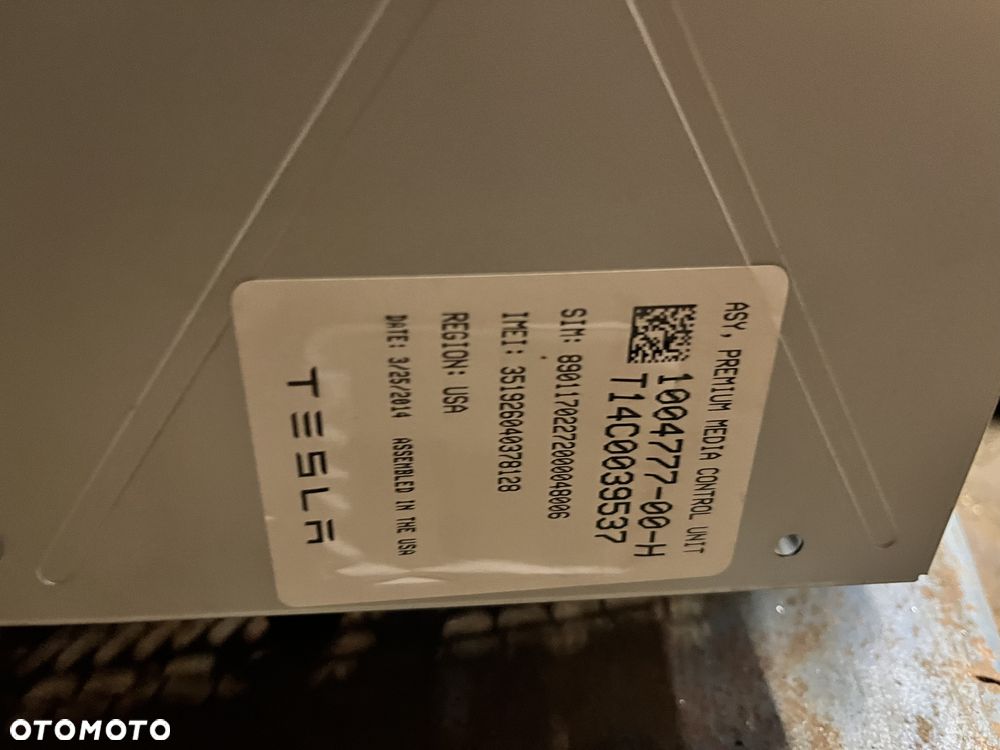 ASY, PREMIUM MEDIA CONTROL UNIT
1004777-00-H
T14C0039537
SIM: 8901170227200048006
IMEI: 351926040378128
REGION: USA
DATE: 3/25/2014 ASSEMBLED IN THE USA
TESLA
OTOMOTO